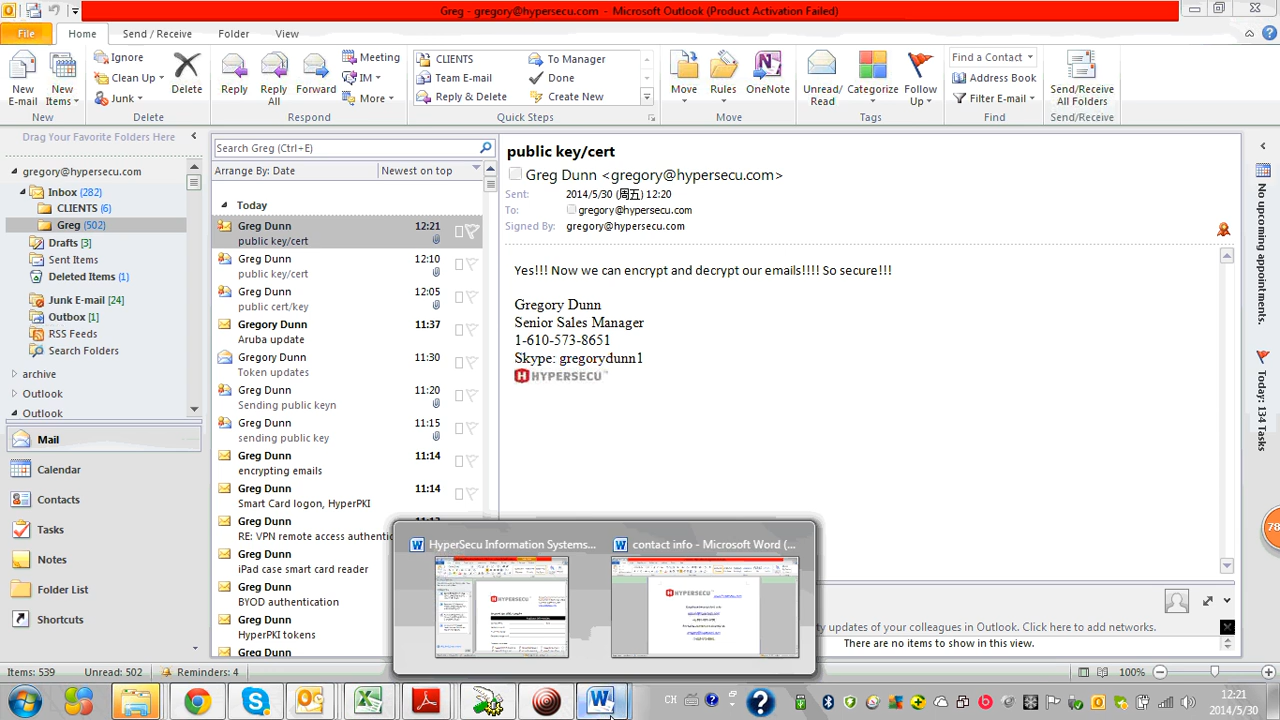 Greg - gregory@hypersecu.com - Microsoft Outlook (Product Activation Failed)
File Home Send / Receive Folder View
Ignore
Clean Up
Junk
Delete
New E-mail
New Items
Reply
Reply All
Forward
Meeting
IM
More
CLIENTS
Team E-mail
Reply & Delete
To Manager
Done
Create New
Move
Rules
OneNote
Unread/ Read
Categorize
Follow Up
Find a Contact
Address Book
Filter E-mail
Send/Receive All Folders
New Delete Respond Quick Steps Move Tags Find Send/Receive
Drag Your Favorite Folders Here
gregory@hypersecu.com
Inbox (282)
CLIENTS (6)
Greg (502)
Drafts [3]
Sent Items
Deleted Items (1)
Junk E-mail [24]
Outbox [1]
RSS Feeds
Search Folders
archive
Outlook
Outlook
Mail
Calendar
Contacts
Tasks
Notes
Folder List
Shortcuts
Search Greg (Ctrl+E)
Arrange By: Date Newest on top
Today
Greg Dunn 12:21
public key/cert
Greg Dunn 12:10
public key/cert
Greg Dunn 12:05
public cert/key
Gregory Dunn 11:37
Aruba update
Gregory Dunn 11:30
Token updates
Greg Dunn 11:20
Sending public keyn
Greg Dunn 11:15
sending public key
Greg Dunn 11:14
encrypting emails
Greg Dunn 11:14
Smart Card logon, HyperPKI
Greg Dunn
RE: VPN remote access authentic
Greg Dunn
iPad case smart card reader
Greg Dunn
BYOD authentication
Greg Dunn
HyperPKI tokens
Greg Dunn
public key/cert
Greg Dunn <gregory@hypersecu.com>
Sent: 2014/5/30 (周五) 12:20
To: gregory@hypersecu.com
Signed By: gregory@hypersecu.com
Yes!!! Now we can encrypt and decrypt our emails!!!! So secure!!!
Gregory Dunn
Senior Sales Manager
1-610-573-8651
Skype: gregorydunn1
HYPERSECU™
No upcoming appointments.
Today: 133 Tasks
78
HyperSecu Information Systems...
contact info - Microsoft Word (...
HYPERSECU
HYPERSECU
updates of your colleagues in Outlook. Click here to add networks.
There are no items to show in this view.
Items: 539 Unread: 502 Reminders: 4 100%
CH
12:21
2014/5/30